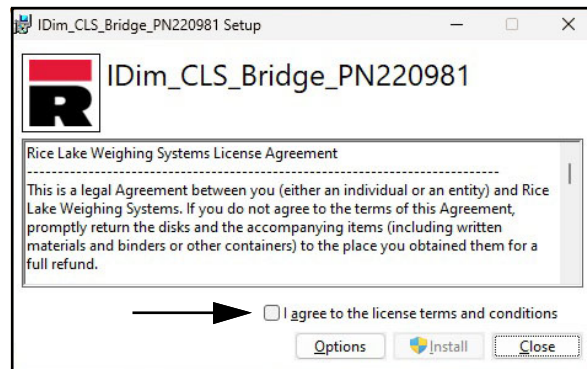 IDim_CLS_Bridge_PN220981 Setup
IDim_CLS_Bridge_PN220981
R
Rice Lake Weighing Systems License Agreement
--------------------------------------------------------------------------------
This is a legal Agreement between you (either an individual or an entity) and Rice
Lake Weighing Systems. If you do not agree to the terms of this Agreement,
promptly return the disks and the accompanying items (including written
materials and binders or other containers) to the place you obtained them for a
full refund.
I agree to the license terms and conditions
Options Install Close